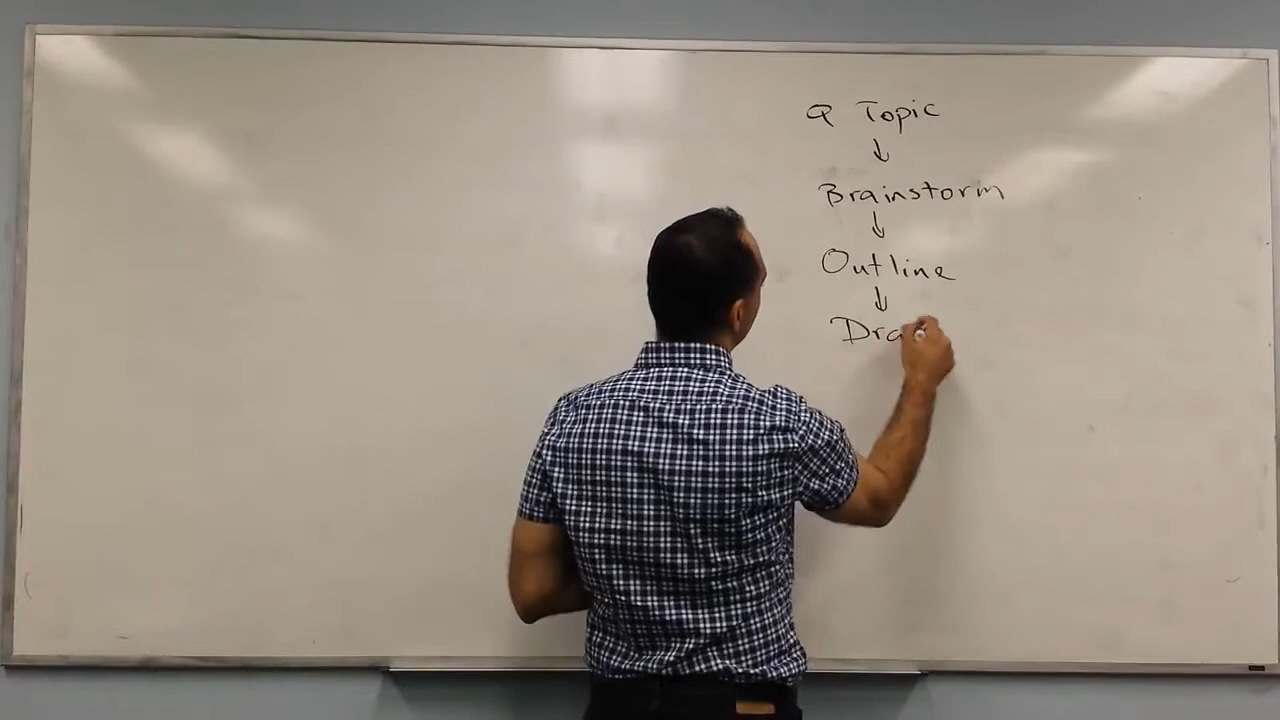 Q Topic
↓
Brainstorm
↓
Outline
↓
Dra